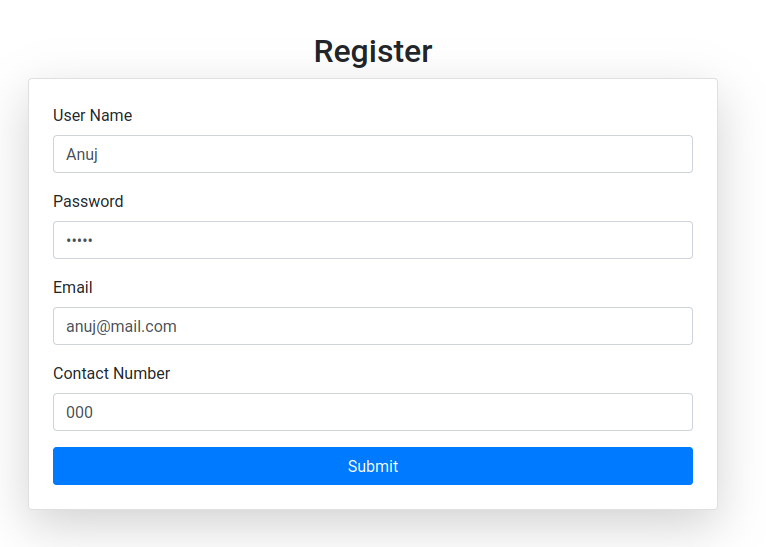 Register
User Name
Anuj
Password
•••••
Email
anuj@mail.com
Contact Number
000
Submit